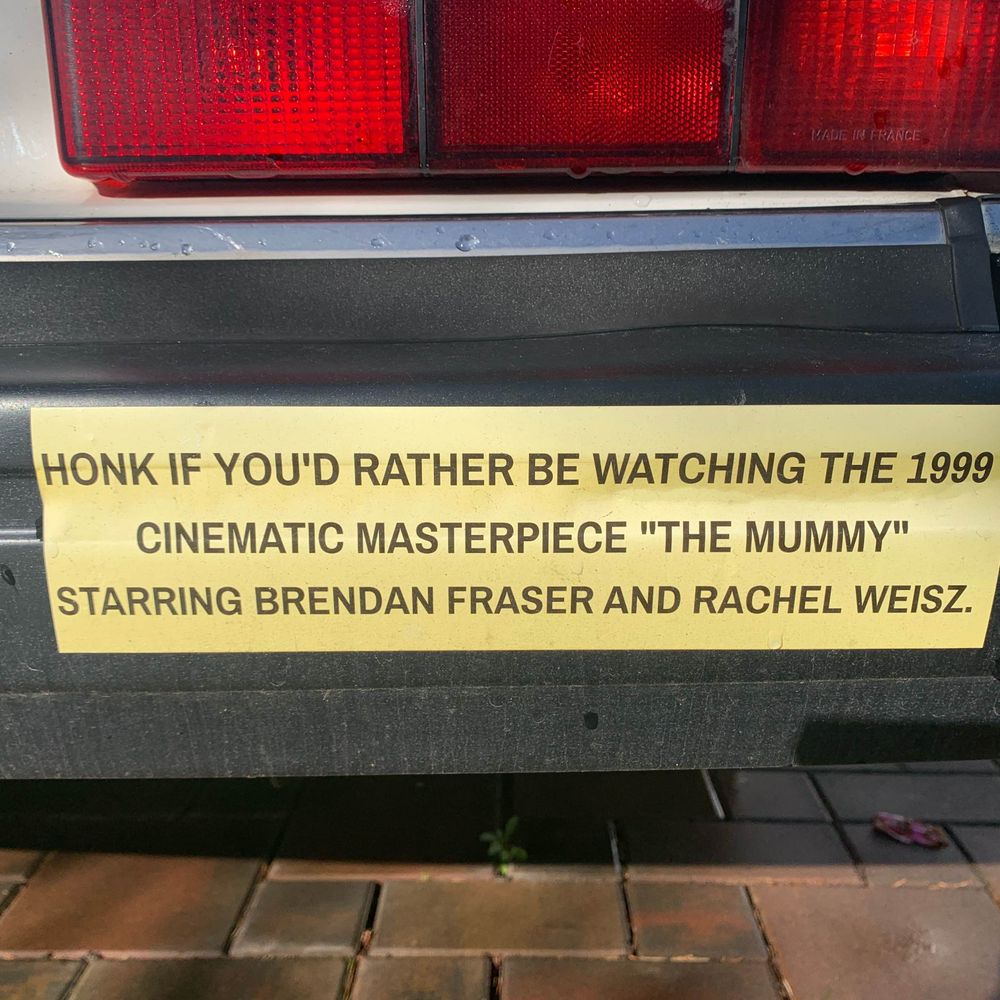 MADE IN FRANCE
HONK IF YOU'D RATHER BE WATCHING THE 1999
CINEMATIC MASTERPIECE "THE MUMMY"
STARRING BRENDAN FRASER AND RACHEL WEISZ.